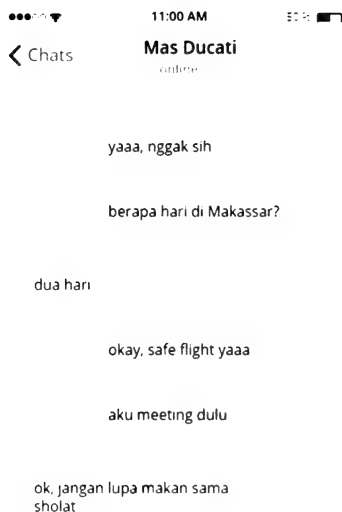 11:00 AM
Chats
Mas Ducati
online
yaaa, nggak sih
berapa hari di Makassar?
dua hari
okay, safe flight yaaa
aku meeting dulu
ok, jangan lupa makan sama
sholat